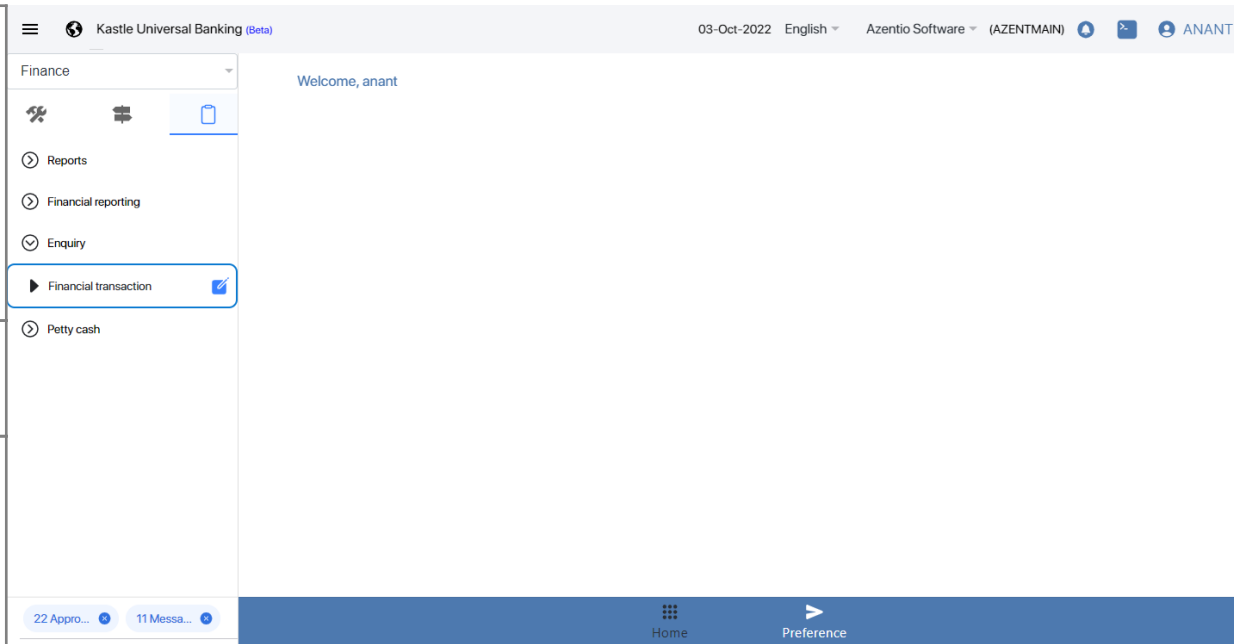 Kastle Universal Banking (Beta) 03-Oct-2022 English Azentio Software (AZENTMAIN) ANANT
Finance
Welcome, anant
Reports
Financial reporting
Enquiry
Financial transaction
Petty cash
22 Appro... 11 Messa...
Home Preference